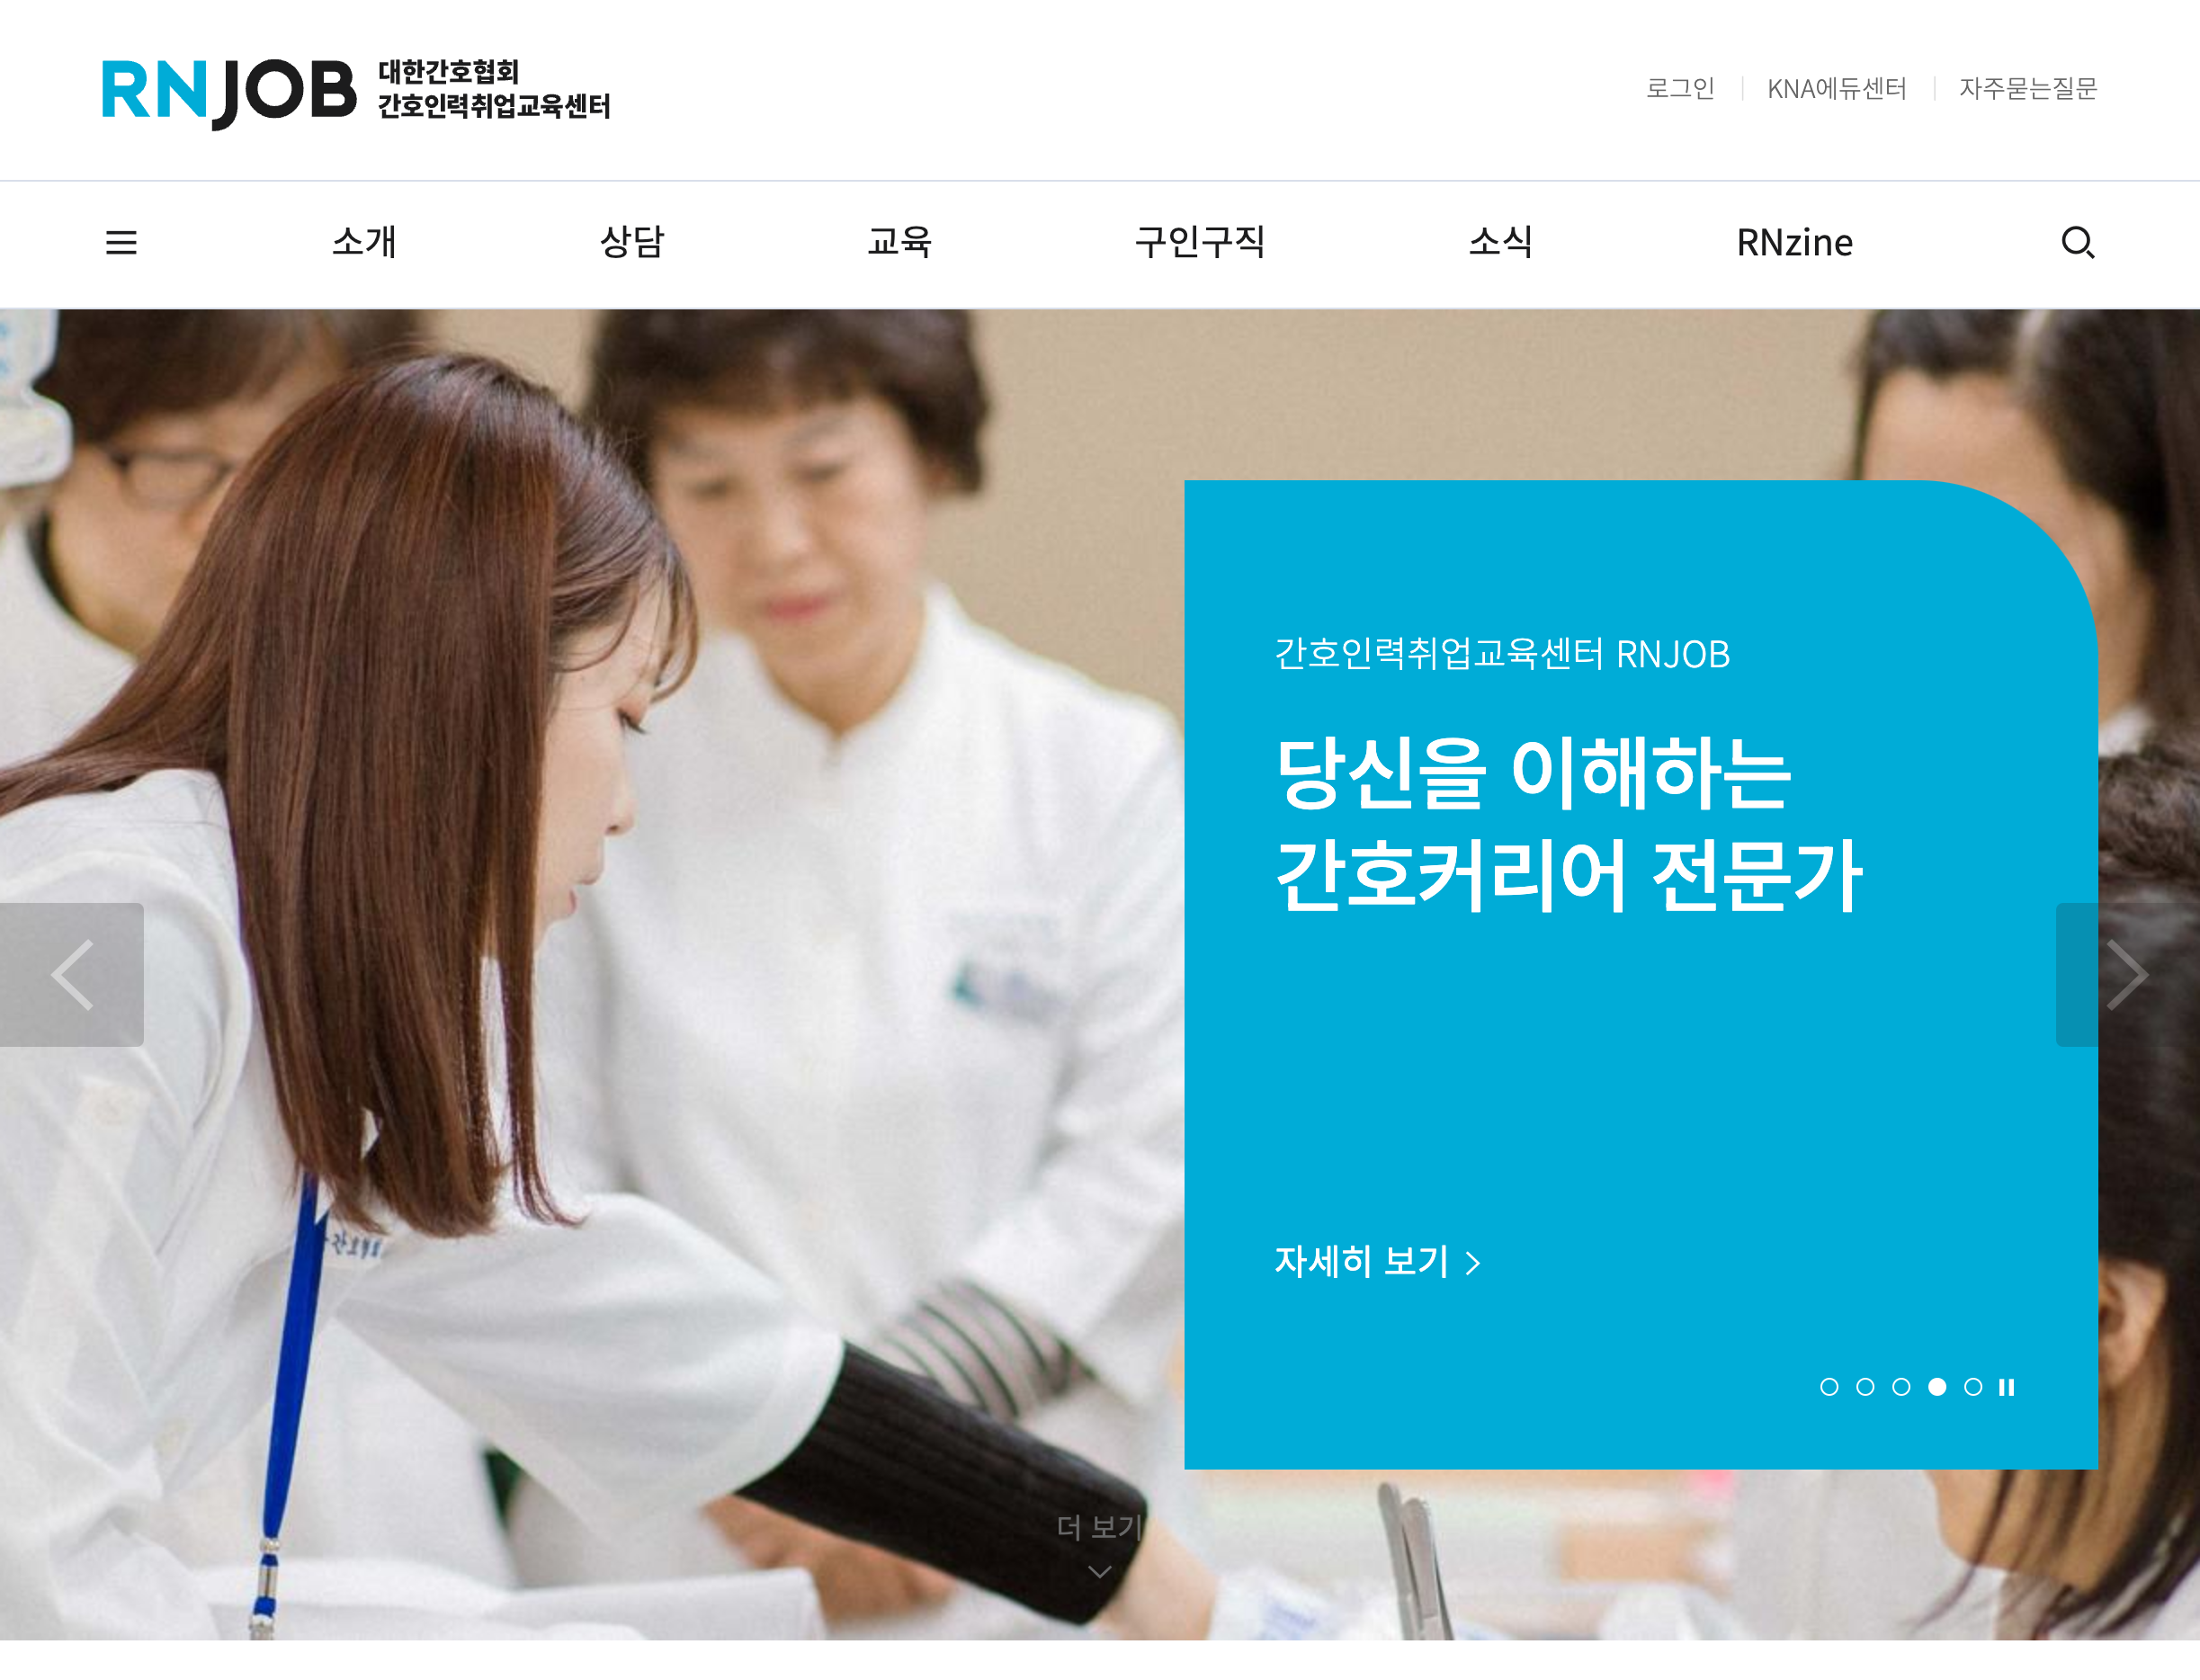 RNJOB
대한간호협회
간호인력취업교육센터
로그인
KNA에듀센터
자주묻는질문
소개
상담
교육
구인구직
소식
RNzine
간호인력취업교육센터 RNJOB
당신을 이해하는
간호커리어 전문가
자세히 보기
더 보기